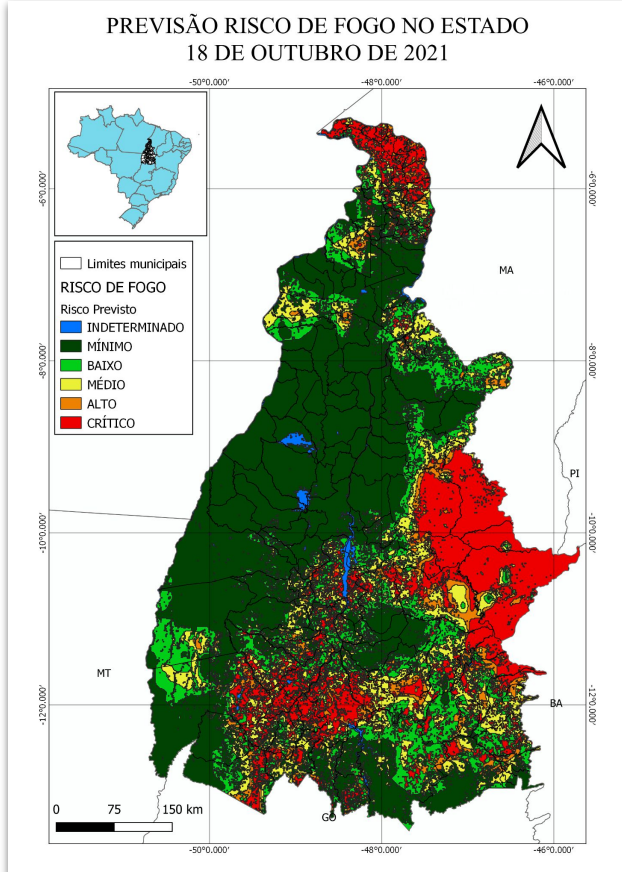 PREVISÃO RISCO DE FOGO NO ESTADO
18 DE OUTUBRO DE 2021
-50°0.000′
-48°0.000′
-46°0.000′
-6°0.000′
-6°0.000′
MA
Limites municipais
RISCO DE FOGO
Risco Previsto
INDETERMINADO
MÍNIMO
BAIXO
MÉDIO
ALTO
CRÍTICO
-8°0.000′
-8°0.000′
PI
-10°0.000′
-10°0.000′
MT
BA
-12°0.000′
-12°0.000′
0 75 150 km
GO
-50°0.000′
-48°0.000′
-46°0.000′